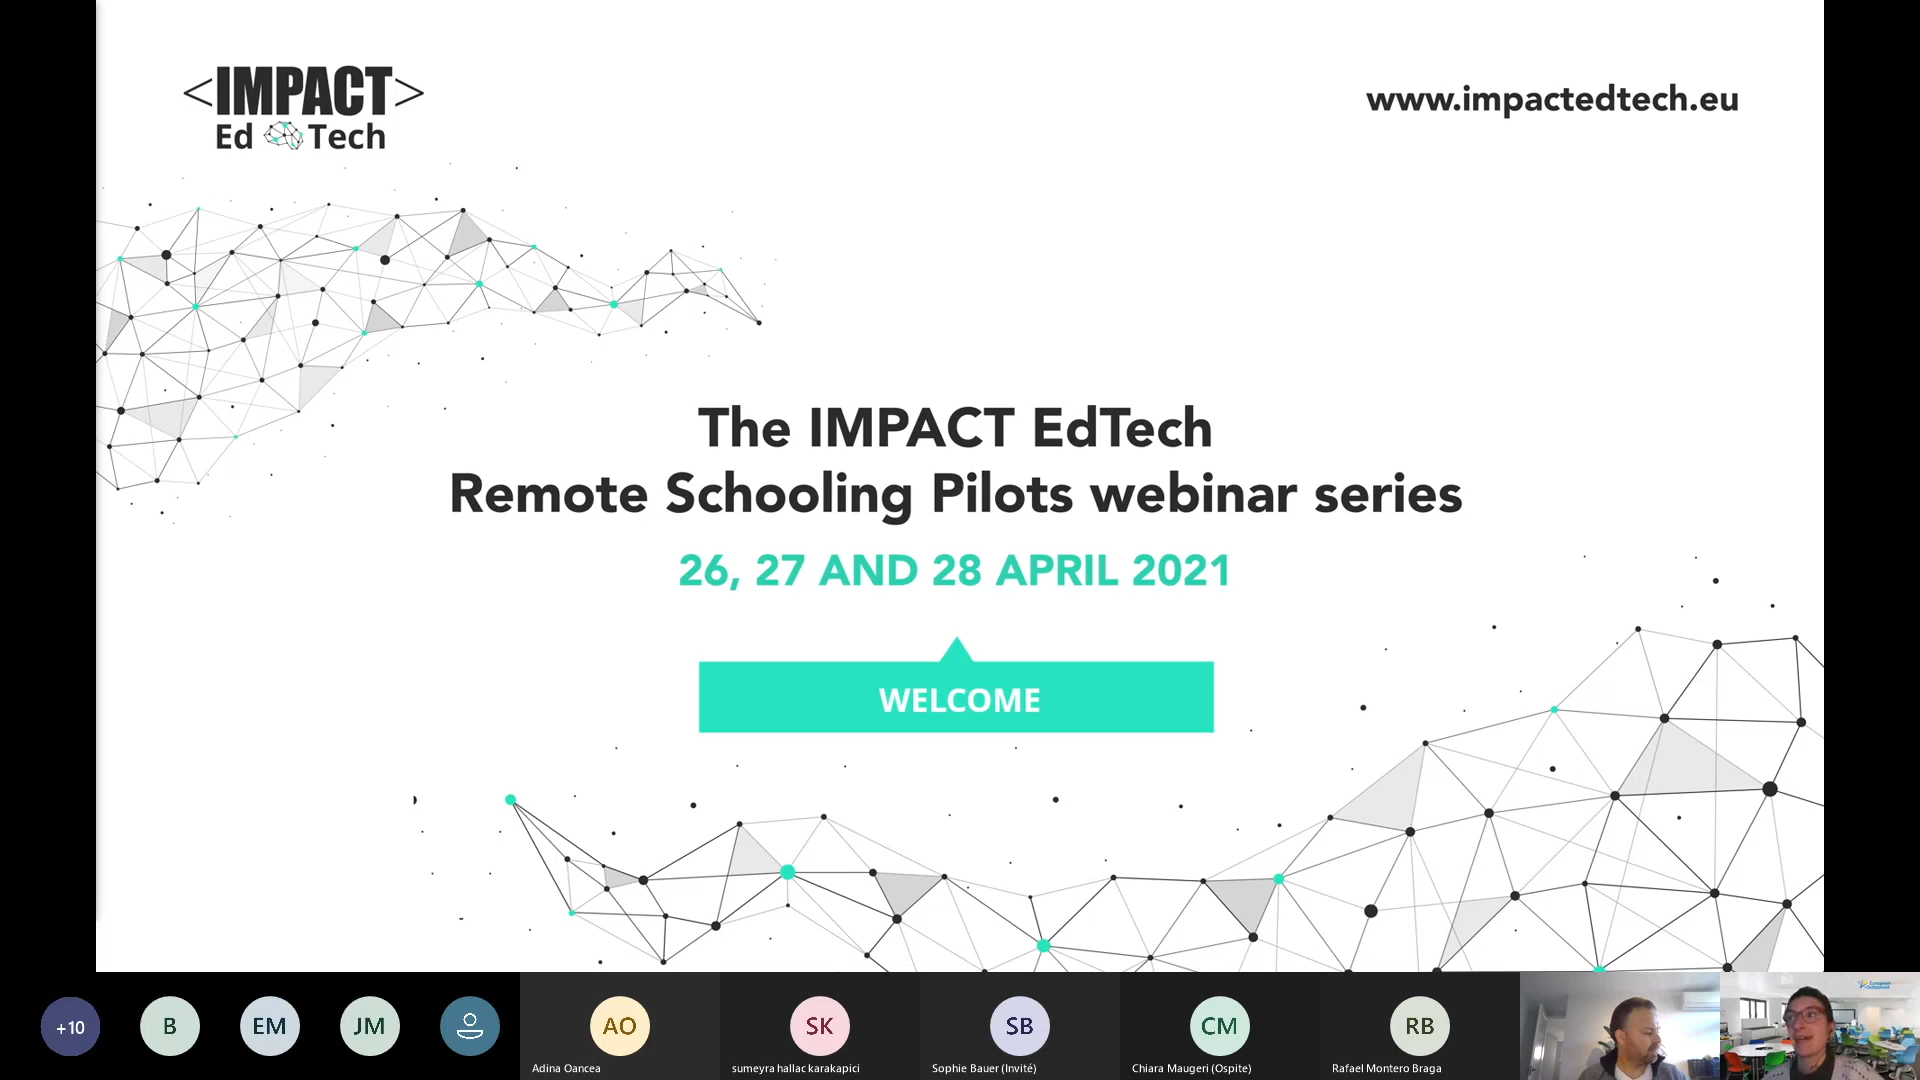 <IMPACT>
Ed Tech
www.impactedtech.eu
The IMPACT EdTech
Remote Schooling Pilots webinar series
26, 27 AND 28 APRIL 2021
WELCOME
+10
B
EM
JM
AO
Adina Oancea
SK
sumeyra hallac karakapici
SB
Sophie Bauer (Invité)
CM
Chiara Maugeri (Ospite)
RB
Rafael Montero Braga
European
Schoolnet